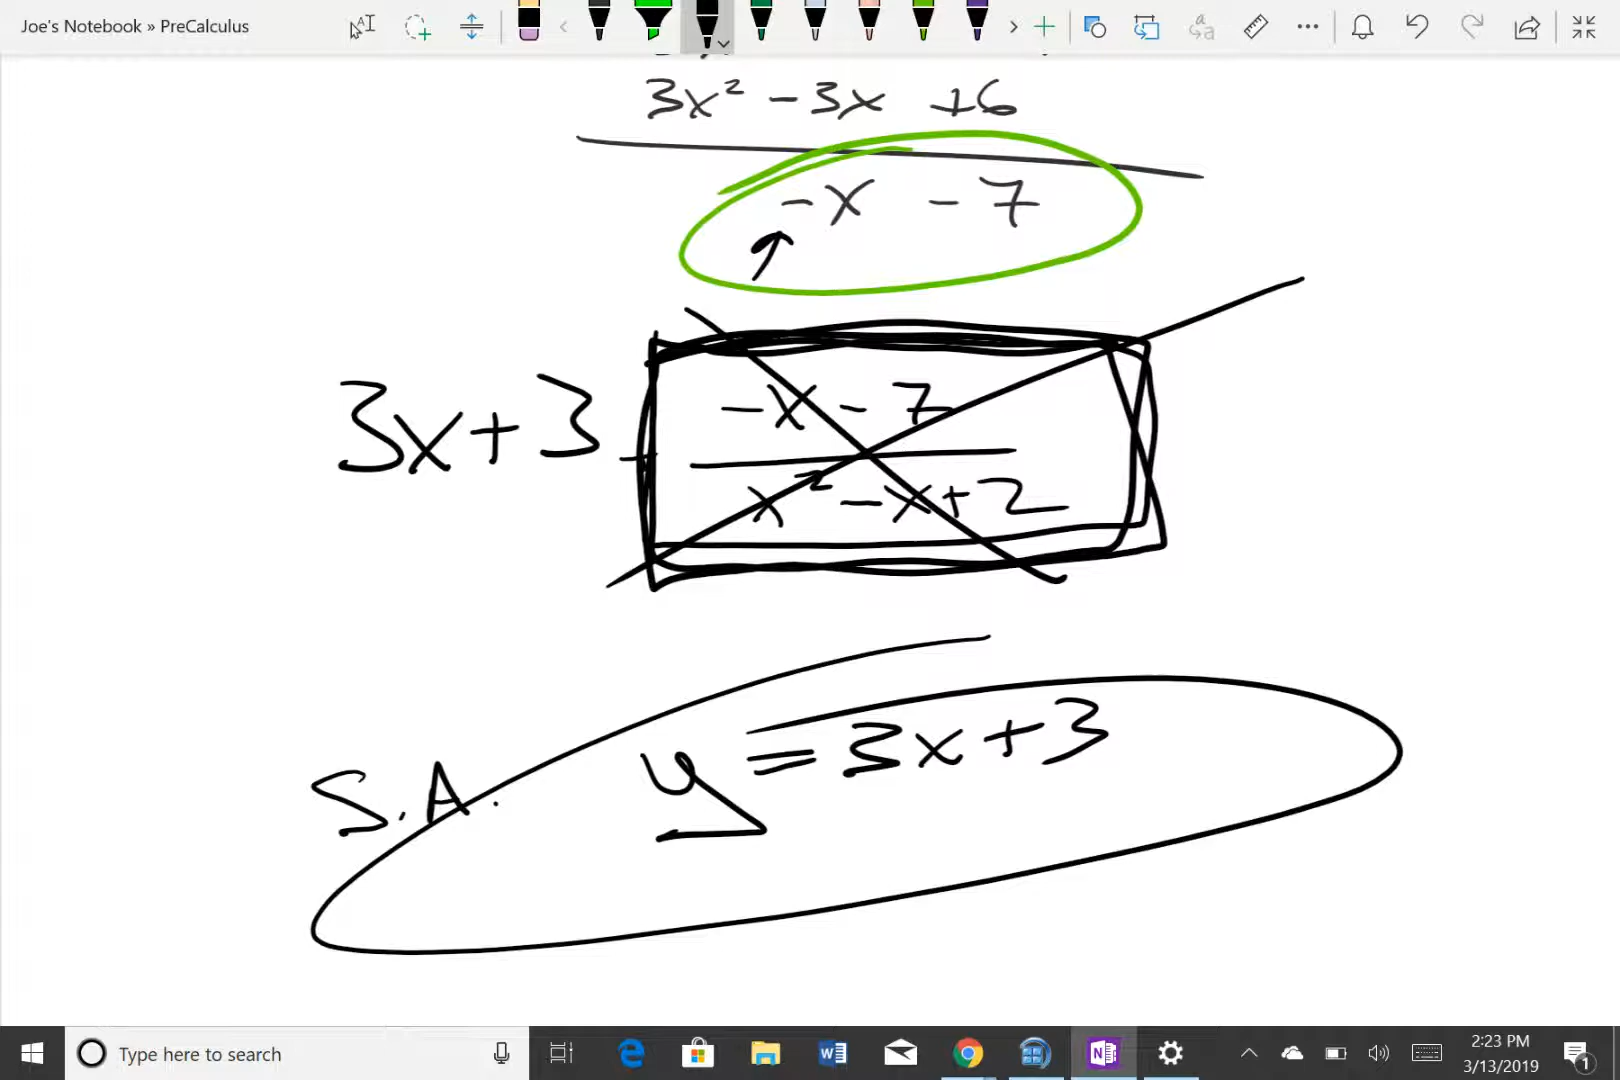 Joe's Notebook » PreCalculus
3x² - 3x + 6
-x - 7
3x+3 + -x - 7
x² - x + 2
S.A. y = 3x+3
Type here to search
2:23 PM
3/13/2019
1